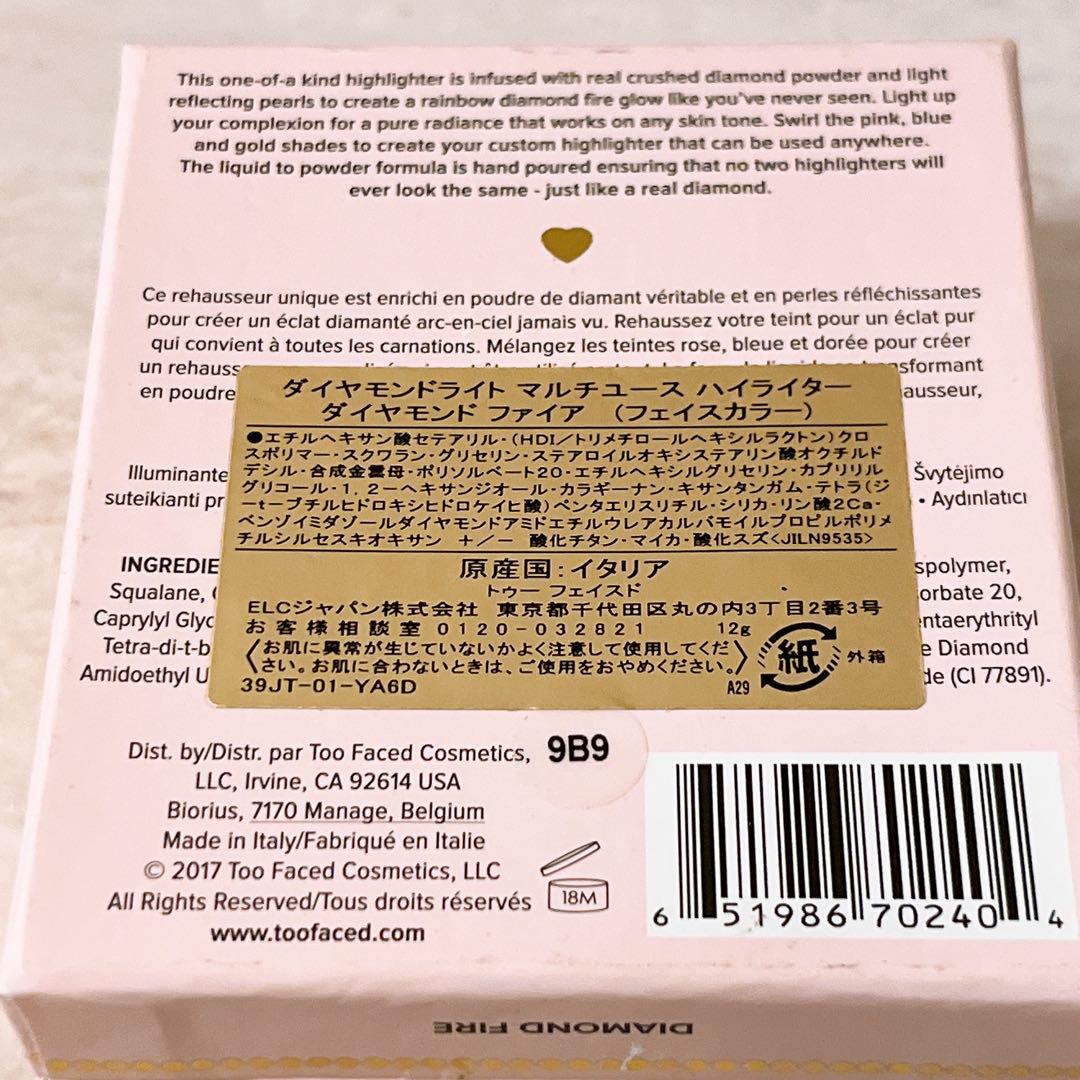 This one-of-a kind highlighter is infused with real crushed diamond powder and light
reflecting pearls to create a rainbow diamond fire glow like you've never seen. Light up
your complexion for a pure radiance that works on any skin tone. Swirl the pink, blue
and gold shades to create your custom highlighter that can be used anywhere.
The liquid to powder formula is hand poured ensuring that no two highlighters will
ever look the same - just like a real diamond.
Ce rehausseur unique est enrichi en poudre de diamant véritable et en perles réfléchissantes
pour créer un éclat diamanté arc-en-ciel jamais vu. Rehaussez votre teint pour un éclat pur
qui convient à toutes les carnations. Mélangez les teintes rose, bleue et dorée pour créer
un
en poudre
ダイヤモンドライト マルチユース ハイライター
ダイヤモンド ファイア （フェイスカラー）
●エチルヘキサン酸セテアリル・(HDI/トリメチロールヘキシルラクトン)クロ
スポリマー・スクワラン・グリセリン・ステアロイルオキシステアリン酸オクチルド
デシル・合成金雲母・ポリソルベート20・エチルヘキシルグリセリン・カプリリル
グリコール・1,2-ヘキサンジオール・カラギーナン・キサンタンガム・テトラ(ジ
-t-ブチルヒドロキシヒドロケイヒ酸)ペンタエリスリチル・シリカ・リン酸2Ca・
ベンゾイミダゾールダイヤモンドアミドエチルウレアカルバモイルプロピルポリメ
チルシルセスキオキサン +/- 酸化チタン・マイカ・酸化スズ<JILN9535>
原産国：イタリア
トゥー フェイスド
ELCジャパン株式会社 東京都千代田区丸の内3丁目2番3号
お客様相談室 0120-032821 12g
〈お肌に異常が生じていないかよく注意して使用してくだ
さい。お肌に合わないときは、ご使用をおやめください。〉
紙 外箱
39JT-01-YA6D A29
Illuminante Švytėjimo
suteikianti • Aydınlatıcı
Squalane, spolymer,
Caprylyl 20,
Tetra-di-t-b Diamond
Amidoethyl (CI 77891).
Dist. by/Distr. par Too Faced Cosmetics, 9B9
LLC, Irvine, CA 92614 USA
Biorius, 7170 Manage, Belgium
Made in Italy/Fabriqué en Italie
© 2017 Too Faced Cosmetics, LLC
All Rights Reserved/Tous droits réservés
18M
www.toofaced.com
6 51986 70240 4
DIAMOND FIRE